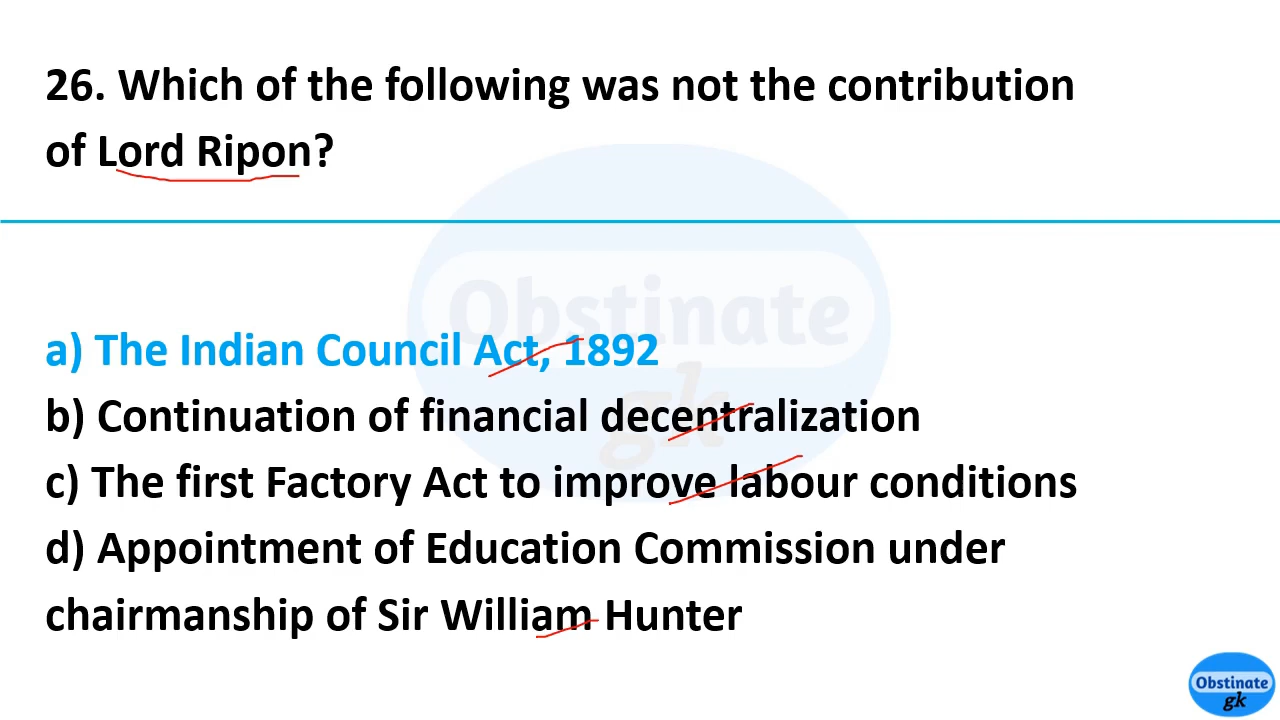 26. Which of the following was not the contribution
of Lord Ripon?
Obstinate
gk
a) The Indian Council Act, 1892
b) Continuation of financial decentralization
c) The first Factory Act to improve labour conditions
d) Appointment of Education Commission under
chairmanship of Sir William Hunter
Obstinate
gk